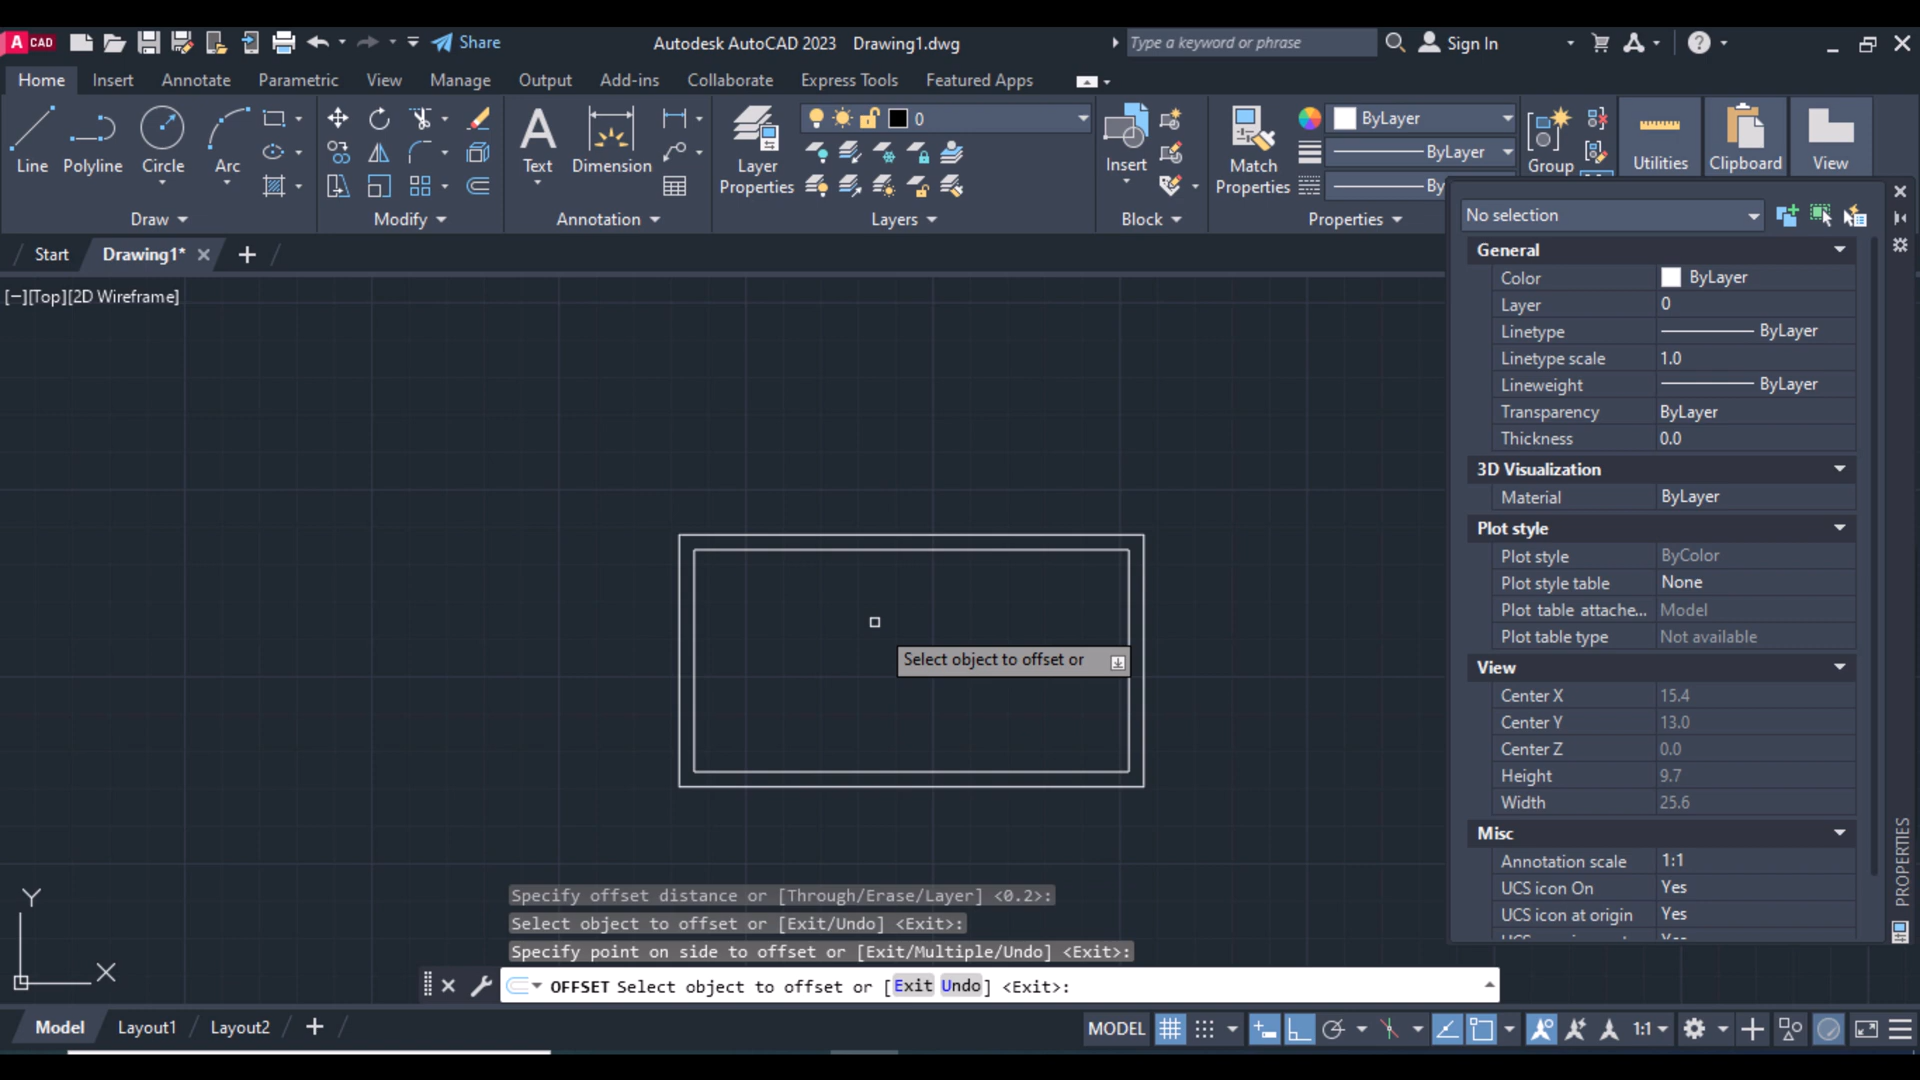 A CAD
Share
Autodesk AutoCAD 2023 Drawing1.dwg
Type a keyword or phrase
Sign In
Home Insert Annotate Parametric View Manage Output Add-ins Collaborate Express Tools Featured Apps
Line Polyline Circle Arc
Draw
Modify
Text Dimension
Annotation
Layer Properties
0
Layers
Insert
Block
Match Properties
ByLayer
ByLayer
By
Properties
Group
Utilities
Clipboard
View
Start Drawing1*
[−][Top][2D Wireframe]
No selection
General
Color ByLayer
Layer 0
Linetype ByLayer
Linetype scale 1.0
Lineweight ByLayer
Transparency ByLayer
Thickness 0.0
3D Visualization
Material ByLayer
Plot style
Plot style ByColor
Plot style table None
Plot table attache... Model
Plot table type Not available
View
Center X 15.4
Center Y 13.0
Center Z 0.0
Height 9.7
Width 25.6
Misc
Annotation scale 1:1
UCS icon On Yes
UCS icon at origin Yes
PROPERTIES
Select object to offset or
Y
X
Specify offset distance or [Through/Erase/Layer] <0.2>:
Select object to offset or [Exit/Undo] <Exit>:
Specify point on side to offset or [Exit/Multiple/Undo] <Exit>:
OFFSET Select object to offset or [Exit Undo] <Exit>:
Model Layout1 Layout2
MODEL
1:1